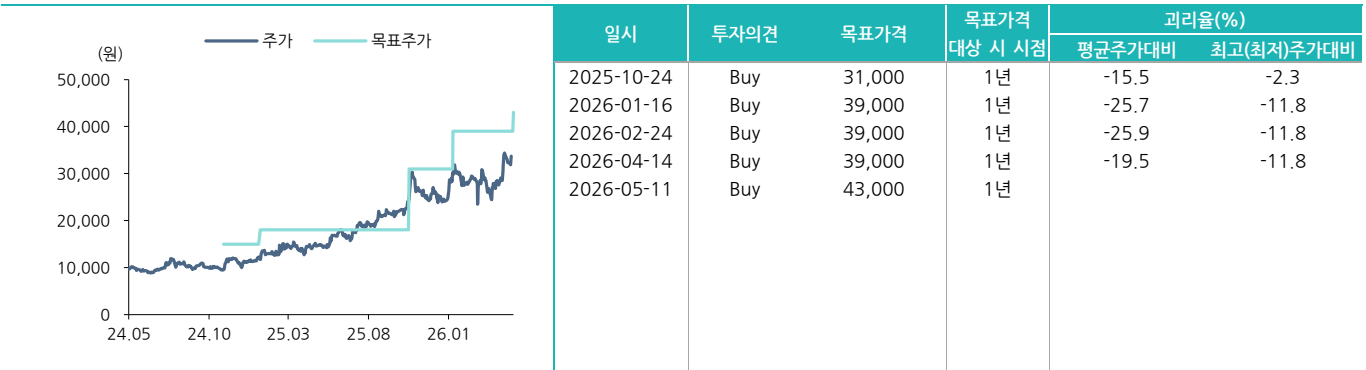 (원)
주가 목표주가
50,000
40,000
30,000
20,000
10,000
0
24.05 24.10 25.03 25.08 26.01
일시 투자의견 목표가격 목표가격 괴리율(%)
대상 시 시점 평균주가대비 최고(최저)주가대비
2025-10-24 Buy 31,000 1년 -15.5 -2.3
2026-01-16 Buy 39,000 1년 -25.7 -11.8
2026-02-24 Buy 39,000 1년 -25.9 -11.8
2026-04-14 Buy 39,000 1년 -19.5 -11.8
2026-05-11 Buy 43,000 1년